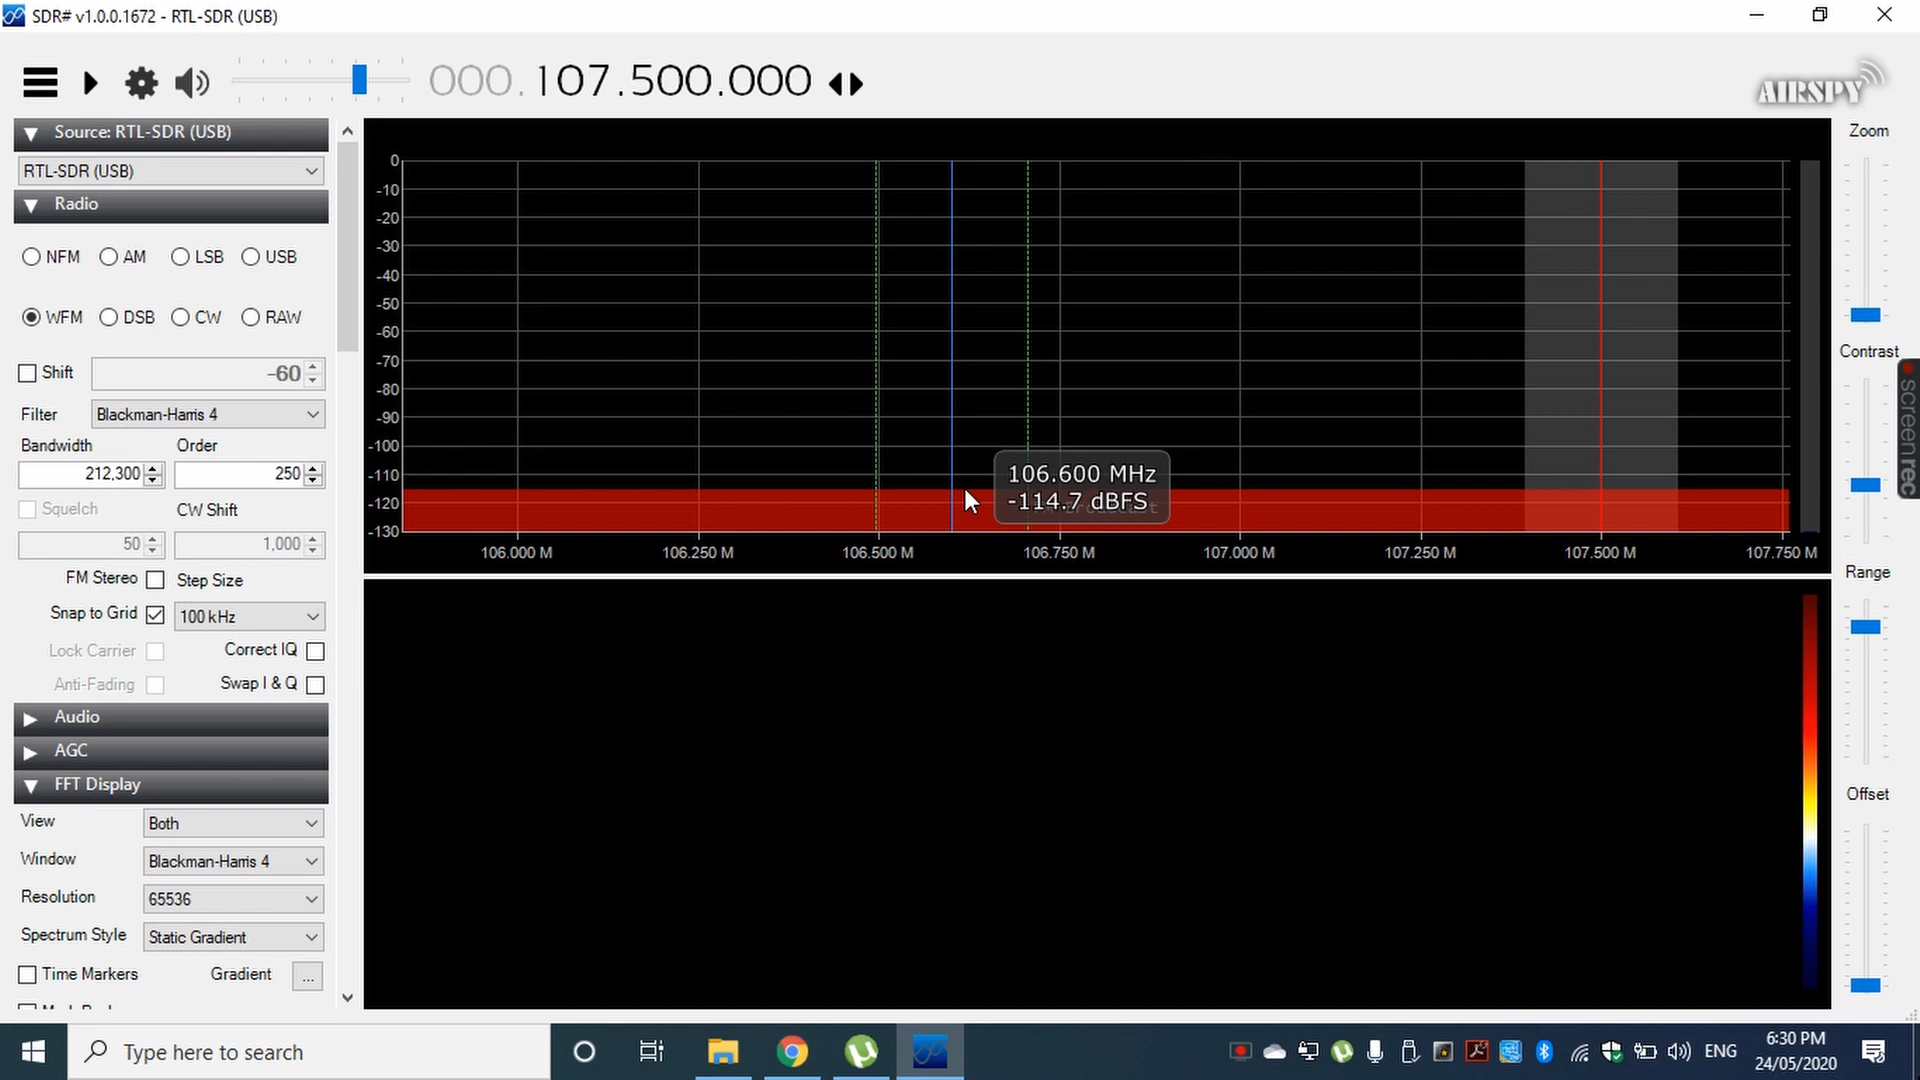 SDR# v1.0.0.1672 - RTL-SDR (USB)
000.107.500.000
AIRSPY
Source: RTL-SDR (USB)
RTL-SDR (USB)
Radio
NFM AM LSB USB
WFM DSB CW RAW
Shift -60
Filter Blackman-Harris 4
Bandwidth Order
212,300 250
Squelch CW Shift
50 1,000
FM Stereo Step Size
Snap to Grid 100 kHz
Lock Carrier Correct IQ
Anti-Fading Swap I & Q
Audio
AGC
FFT Display
View Both
Window Blackman-Harris 4
Resolution 65536
Spectrum Style Static Gradient
Time Markers Gradient ...
0
-10
-20
-30
-40
-50
-60
-70
-80
-90
-100
-110
-120
-130
106.600 MHz
-114.7 dBFS
106.000 M 106.250 M 106.500 M 106.750 M 107.000 M 107.250 M 107.500 M 107.750 M
Zoom
Contrast
Range
Offset
screenrec
Type here to search
ENG
6:30 PM
24/05/2020